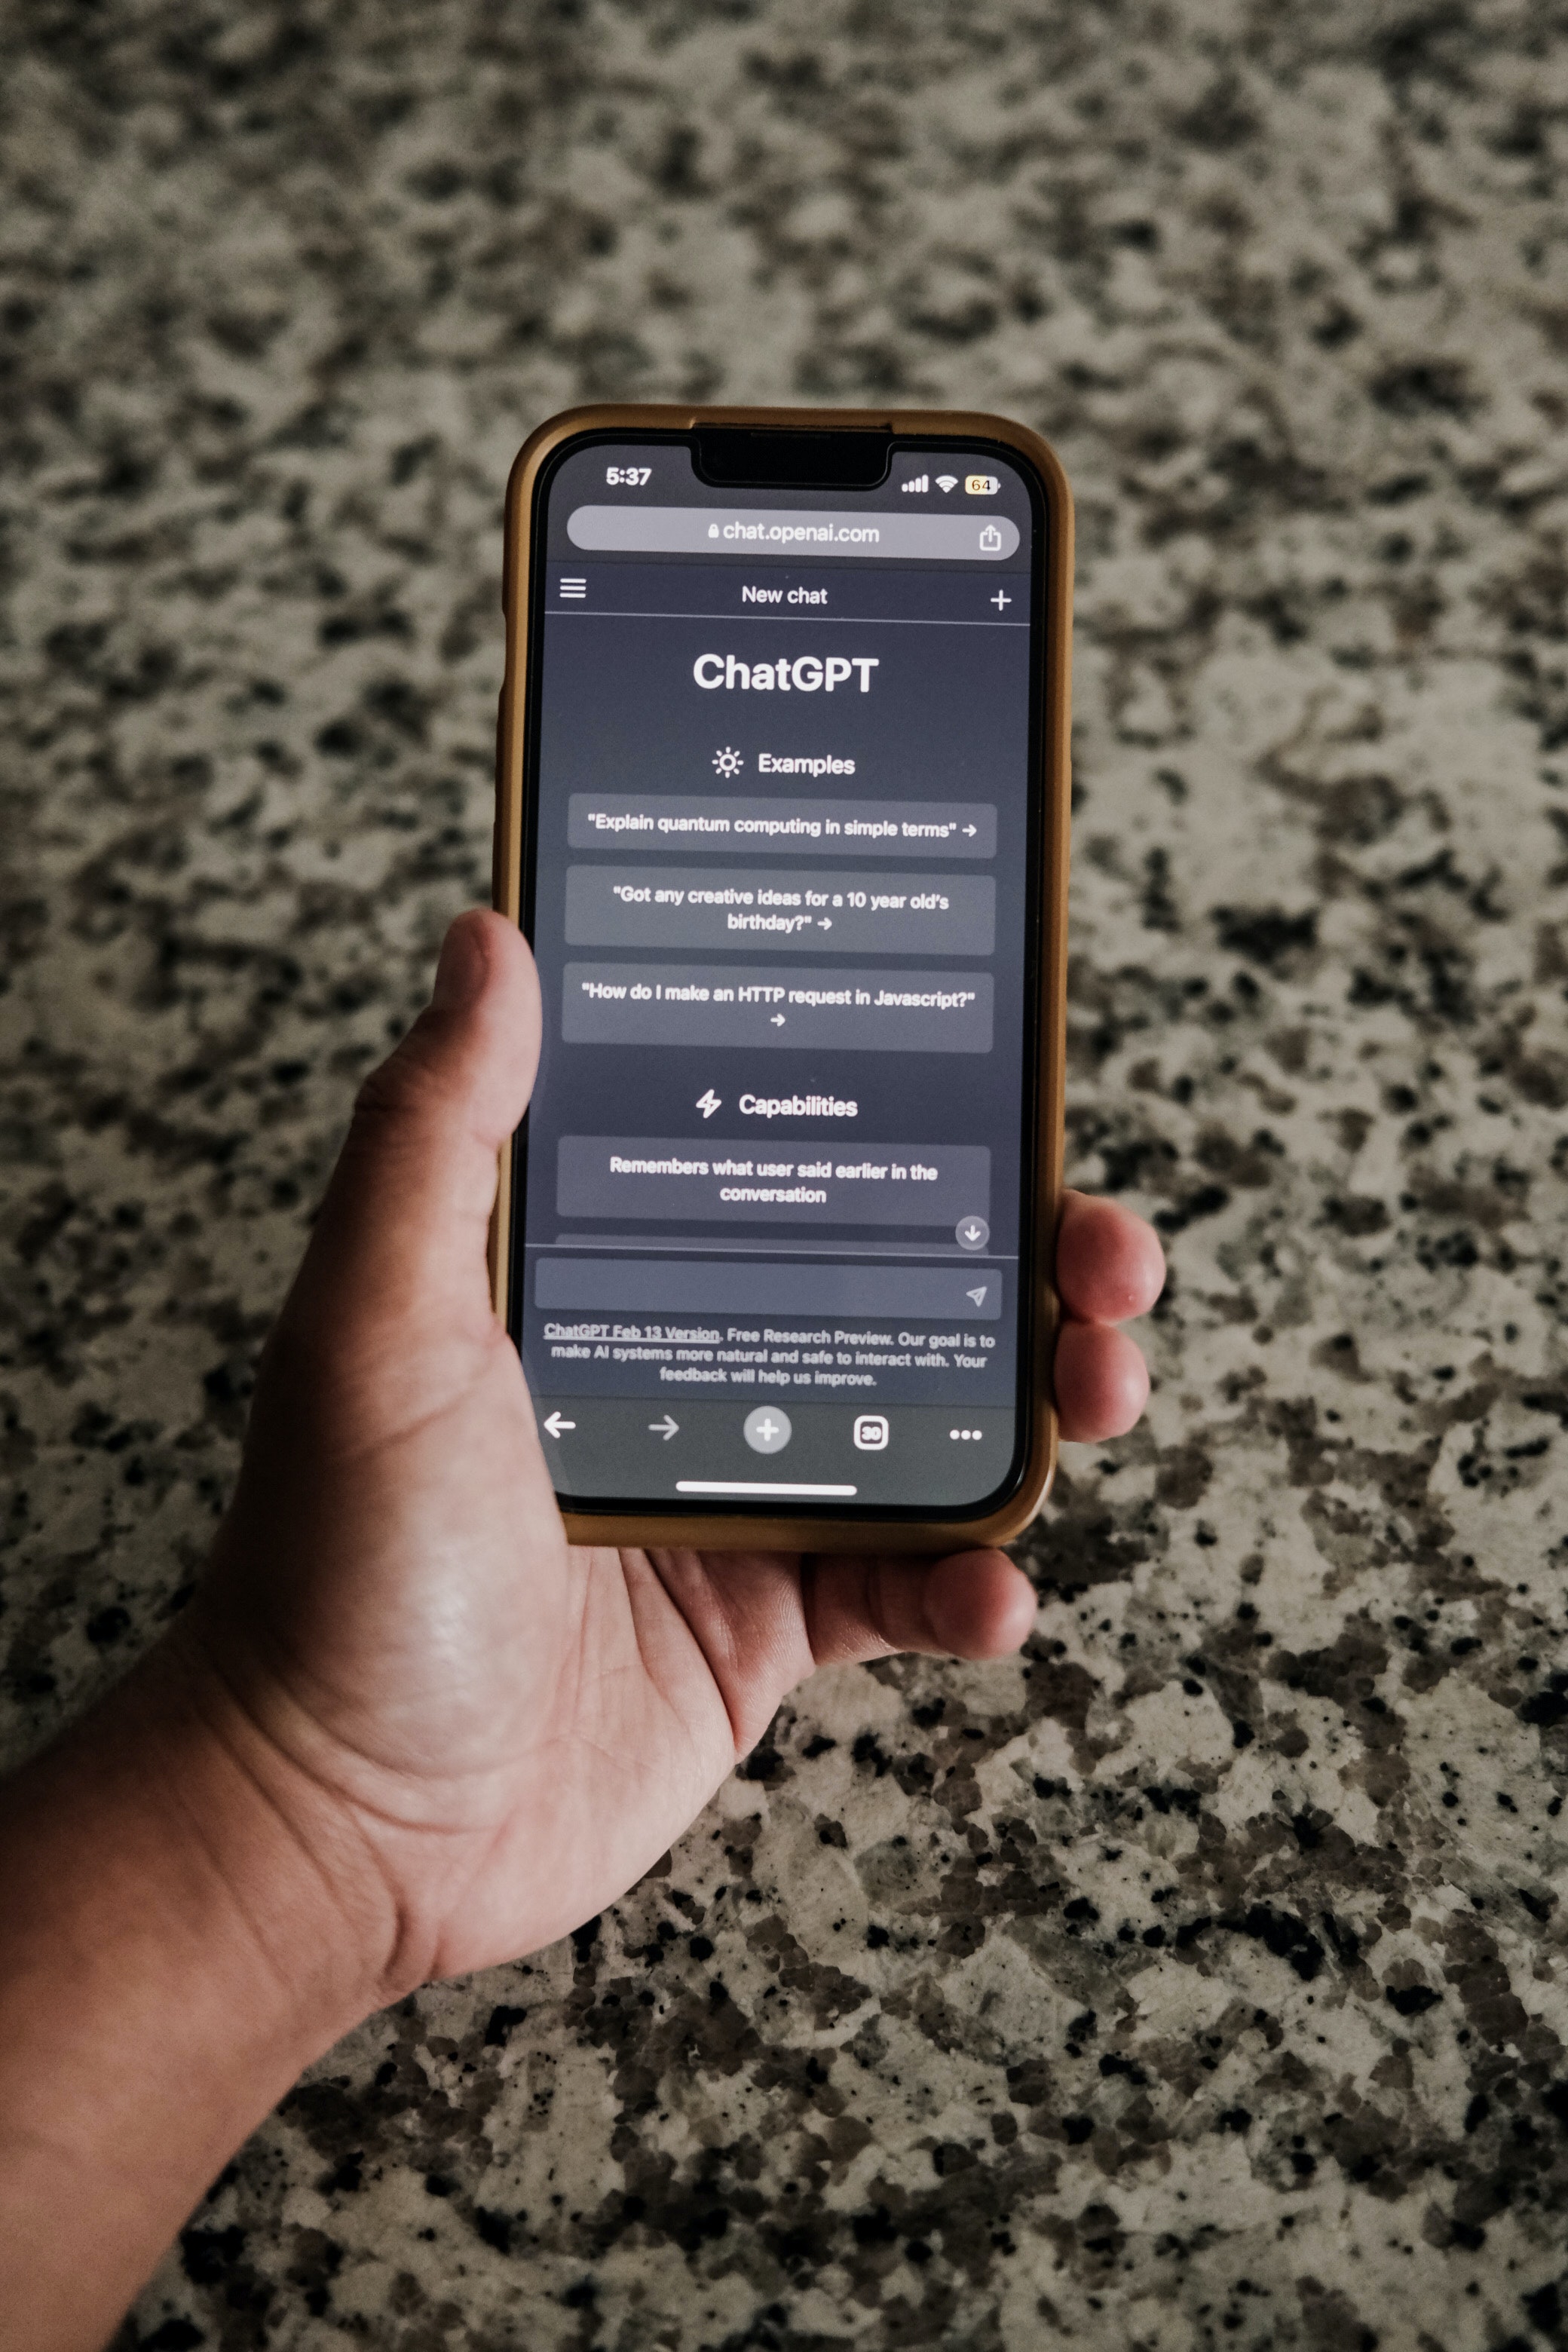 5:37
64
chat.openai.com
New chat
ChatGPT
Examples
"Explain quantum computing in simple terms" →
"Got any creative ideas for a 10 year old's
birthday?" →
"How do I make an HTTP request in Javascript?"
→
Capabilities
Remembers what user said earlier in the
conversation
ChatGPT Feb 13 Version. Free Research Preview. Our goal is to
make AI systems more natural and safe to interact with. Your
feedback will help us improve.
30